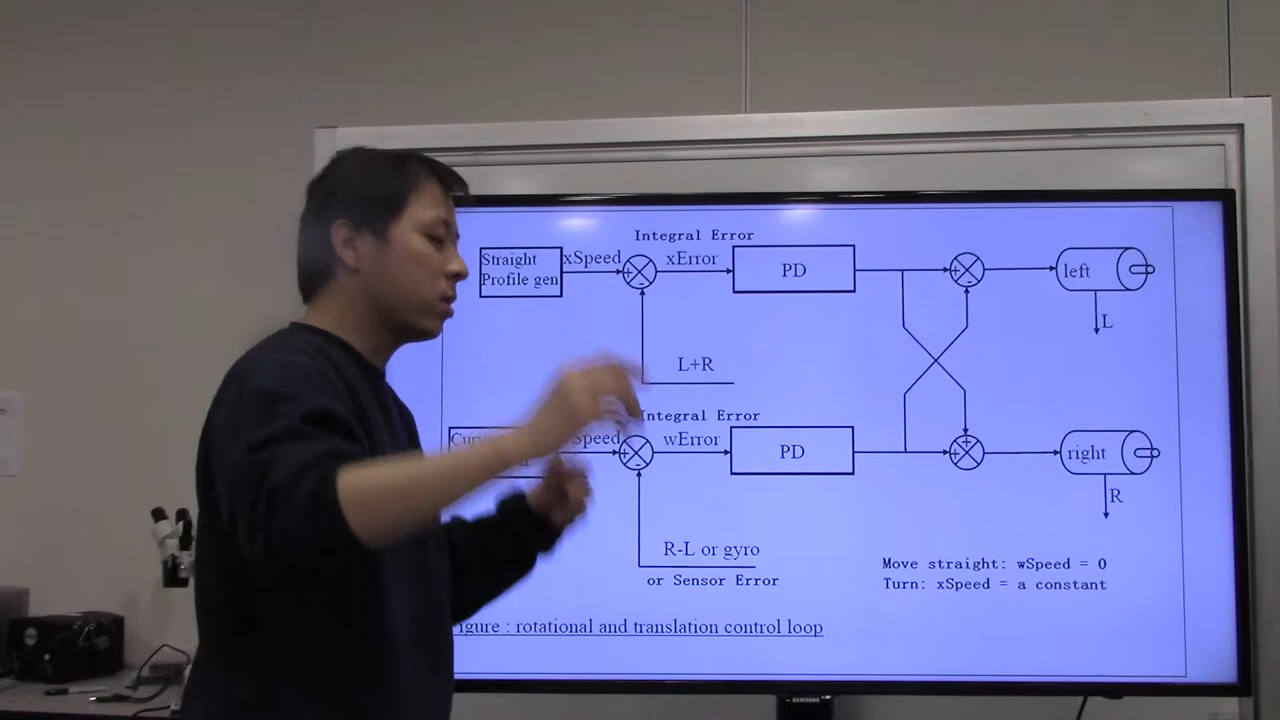 Integral Error
Straight
Profile gen
xSpeed
xError
PD
left
L
L+R
Integral Error
Speed
wError
PD
right
R
R-L or gyro
or Sensor Error
Move straight: wSpeed = 0
Turn: xSpeed = a constant
igure : rotational and translation control loop
SAMSUNG